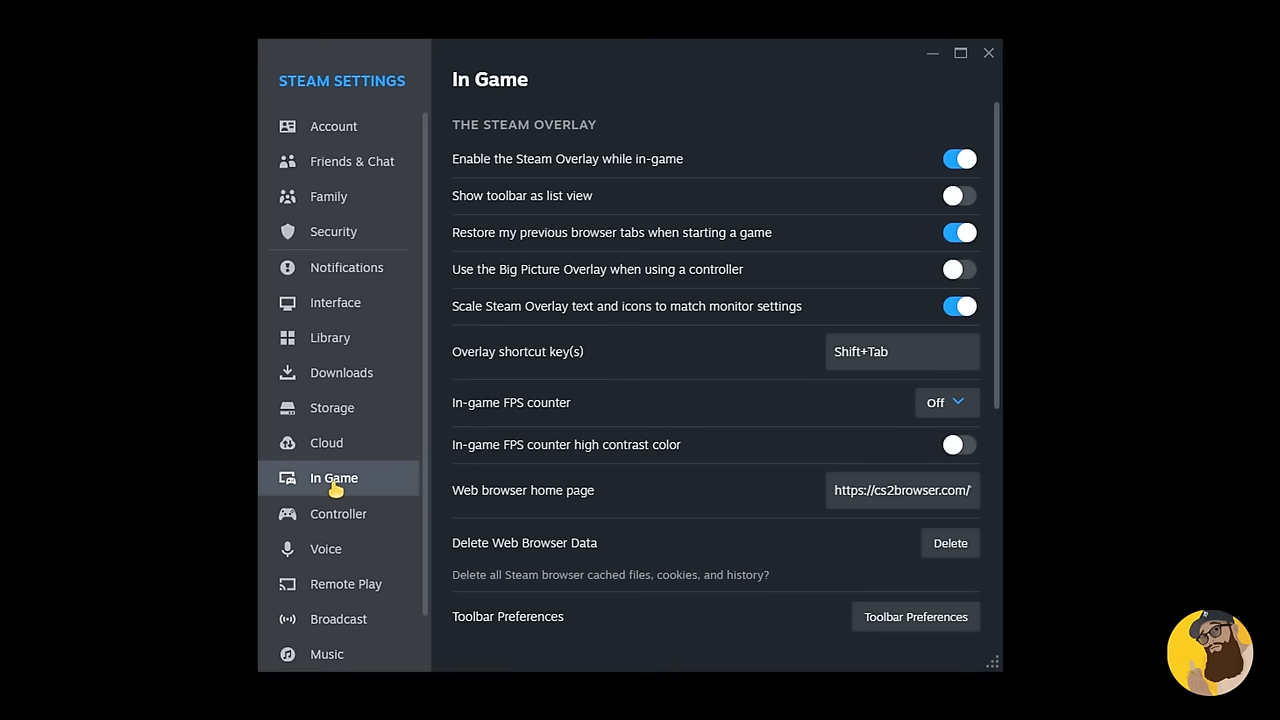 STEAM SETTINGS
Account
Friends & Chat
Family
Security
Notifications
Interface
Library
Downloads
Storage
Cloud
In Game
Controller
Voice
Remote Play
Broadcast
Music
In Game
THE STEAM OVERLAY
Enable the Steam Overlay while in-game
Show toolbar as list view
Restore my previous browser tabs when starting a game
Use the Big Picture Overlay when using a controller
Scale Steam Overlay text and icons to match monitor settings
Overlay shortcut key(s) Shift+Tab
In-game FPS counter Off
In-game FPS counter high contrast color
Web browser home page https://cs2browser.com/
Delete Web Browser Data Delete
Delete all Steam browser cached files, cookies, and history?
Toolbar Preferences Toolbar Preferences